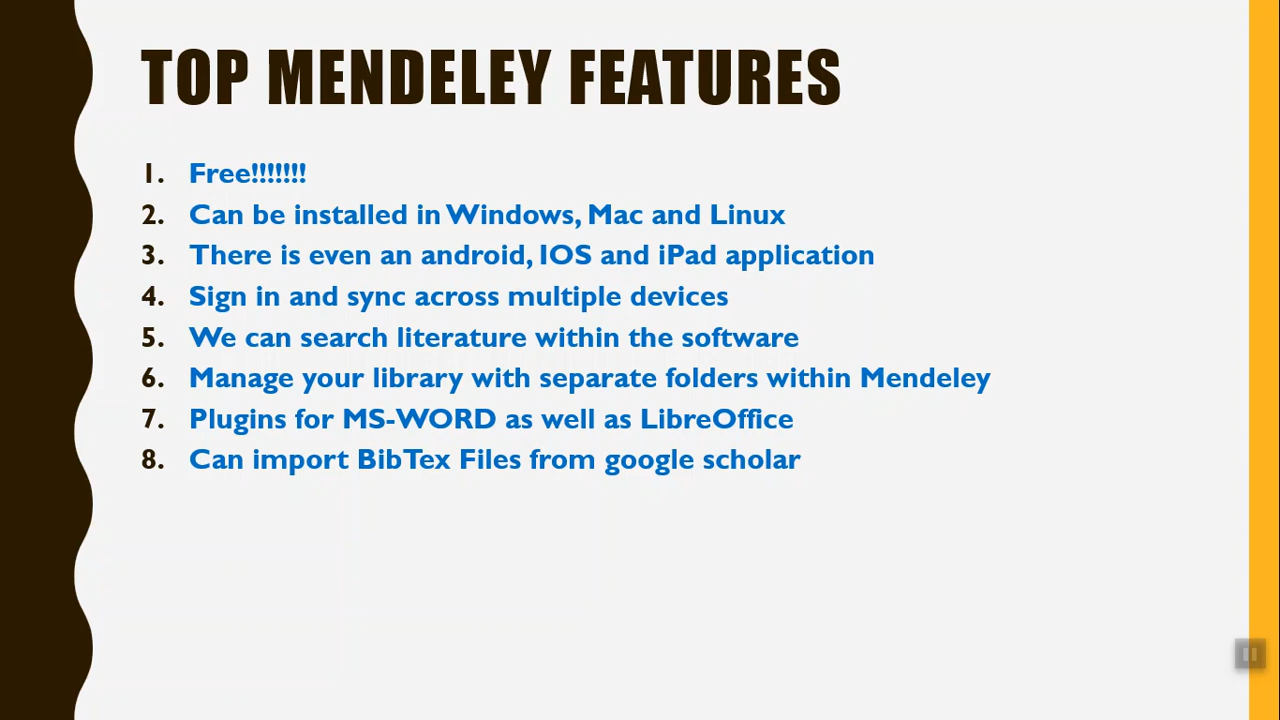 TOP MENDELEY FEATURES
1. Free!!!!!!!
2. Can be installed in Windows, Mac and Linux
3. There is even an android, IOS and iPad application
4. Sign in and sync across multiple devices
5. We can search literature within the software
6. Manage your library with separate folders within Mendeley
7. Plugins for MS-WORD as well as LibreOffice
8. Can import BibTex Files from google scholar